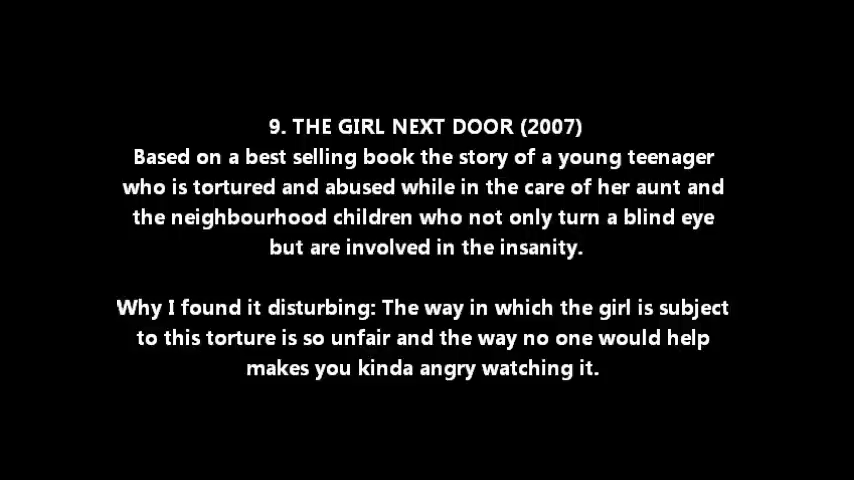 9. THE GIRL NEXT DOOR (2007)
Based on a best selling book the story of a young teenager
who is tortured and abused while in the care of her aunt and
the neighbourhood children who not only turn a blind eye
but are involved in the insanity.
Why I found it disturbing: The way in which the girl is subject
to this torture is so unfair and the way no one would help
makes you kinda angry watching it.